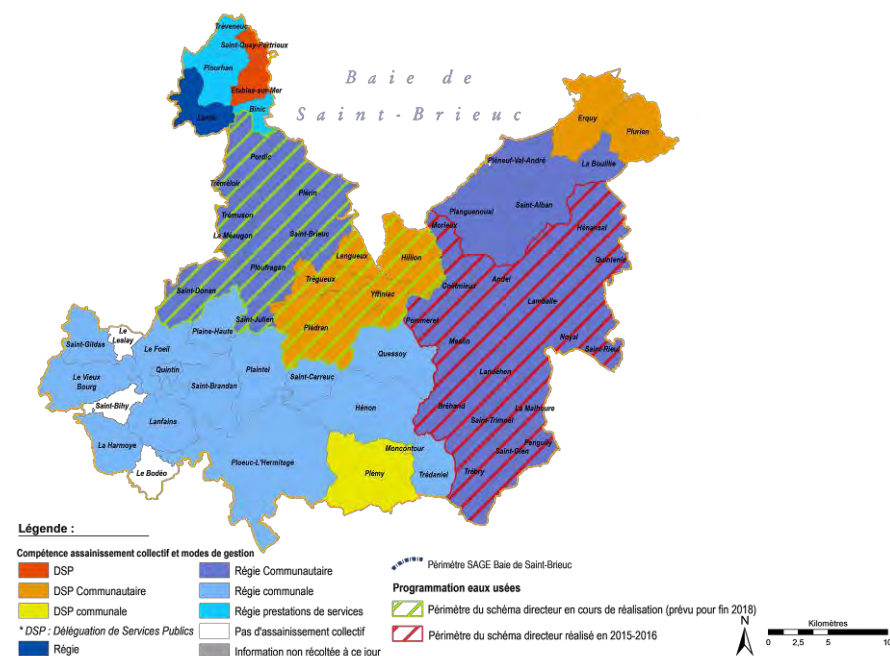 Tréveneuc
Saint-Quay-Portrieux
Plourhan
Etables-sur-Mer
Binic
Lantic
Baie de
Saint-Brieuc
Erquy
Plurien
Pordic
Pléneuf-Val-André
La Bouillie
Tréméloir
Plérin
Planguenoual
Saint-Alban
Trémuson
Morieux
Hénansal
La Méaugon
Saint-Brieuc
Langueux
Hillion
Quintenic
Ploufragan
Trégueux
Coëtmieux
Andel
Saint-Donan
Yffiniac
Lamballe
Saint-Julien
Plédran
Pommeret
Le
Leslay
Plaine-Haute
Meslin
Noyal
Saint-Gildas
Le Foeil
Quessoy
Saint-Rieul
Le Vieux
Bourg
Quintin
Plaintel
Saint-Carreuc
Landéhen
Saint-Brandan
Saint-Bihy
Hénon
Bréhand
La Malhoure
Lanfains
Saint-Trimoël
La Harmoye
Moncontour
Penguily
Saint-Glen
Le Bodéo
Ploeuc-L'Hermitage
Plémy
Trédaniel
Trébry
Légende :
Compétence assainissement collectif et modes de gestion
DSP
DSP Communautaire
DSP communale
* DSP : Délégation de Services Publics
Régie
Régie Communautaire
Régie communale
Régie prestations de services
Pas d'assainissement collectif
Information non récoltée à ce jour
Périmètre SAGE Baie de Saint-Brieuc
Programmation eaux usées
Périmètre du schéma directeur en cours de réalisation (prévu pour fin 2018)
Périmètre du schéma directeur réalisé en 2015-2016
N
Kilomètres
0 2,5 5 10